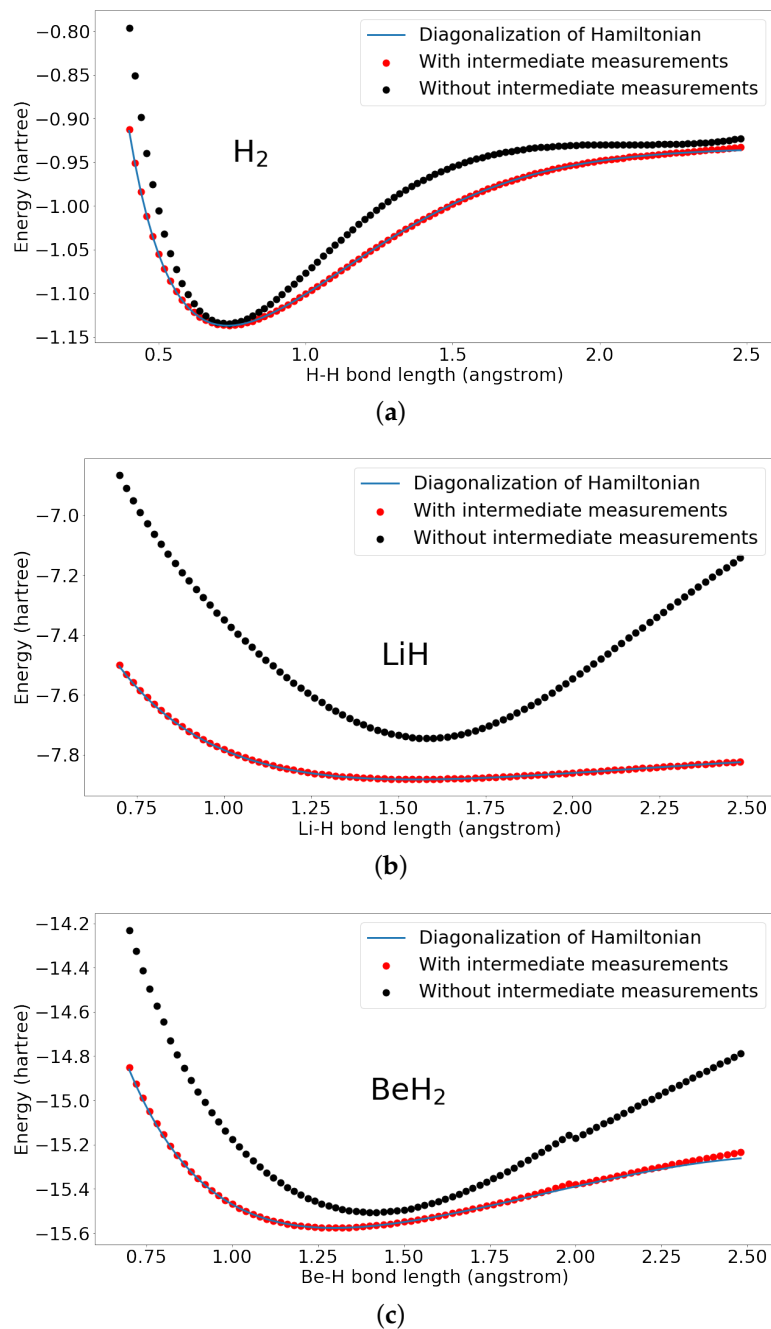 Diagonalization of Hamiltonian
With intermediate measurements
Without intermediate measurements
H₂
Energy (hartree)
−0.80
−0.85
−0.90
−0.95
−1.00
−1.05
−1.10
−1.15
0.5 1.0 1.5 2.0 2.5
H-H bond length (angstrom)
(a)
Diagonalization of Hamiltonian
With intermediate measurements
Without intermediate measurements
LiH
Energy (hartree)
−7.0
−7.2
−7.4
−7.6
−7.8
0.75 1.00 1.25 1.50 1.75 2.00 2.25 2.50
Li-H bond length (angstrom)
(b)
Diagonalization of Hamiltonian
With intermediate measurements
Without intermediate measurements
BeH₂
Energy (hartree)
−14.2
−14.4
−14.6
−14.8
−15.0
−15.2
−15.4
−15.6
0.75 1.00 1.25 1.50 1.75 2.00 2.25 2.50
Be-H bond length (angstrom)
(c)